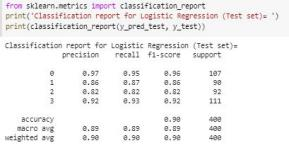 from sklearn.metrics import classification_report
print('Classification report for Logistic Regression (Test set)= ')
print(classification_report(y_pred_test, y_test))
Classification report for Logistic Regression (Test set)=
precision recall f1-score support
0 0.97 0.95 0.96 107
1 0.86 0.87 0.86 90
2 0.82 0.82 0.82 92
3 0.92 0.93 0.92 111
accuracy 0.90 400
macro avg 0.89 0.89 0.89 400
weighted avg 0.90 0.90 0.90 400